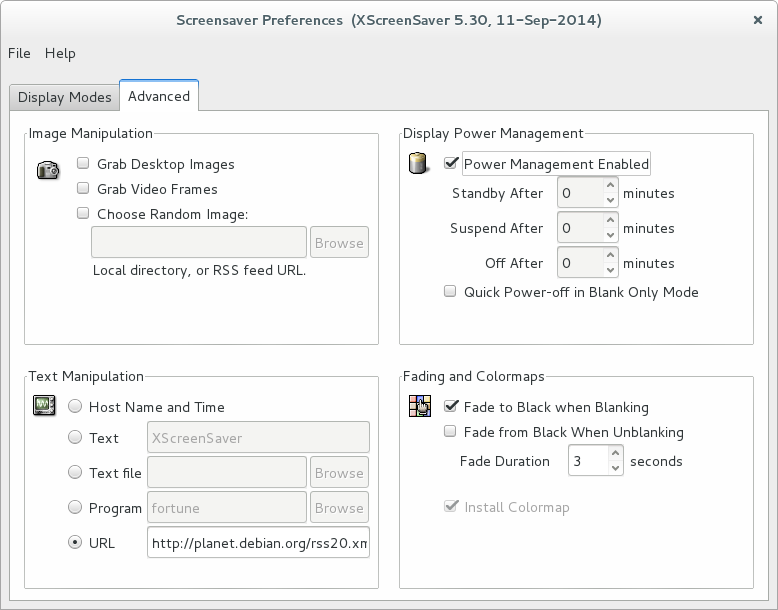 Screensaver Preferences (XScreenSaver 5.30, 11-Sep-2014)
File Help
Display Modes Advanced
Image Manipulation
Grab Desktop Images
Grab Video Frames
Choose Random Image:
Browse
Local directory, or RSS feed URL.
Display Power Management
Power Management Enabled
Standby After 0 minutes
Suspend After 0 minutes
Off After 0 minutes
Quick Power-off in Blank Only Mode
Text Manipulation
Host Name and Time
Text XScreenSaver
Text file Browse
Program fortune Browse
URL http://planet.debian.org/rss20.xm
Fading and Colormaps
Fade to Black when Blanking
Fade from Black When Unblanking
Fade Duration 3 seconds
Install Colormap